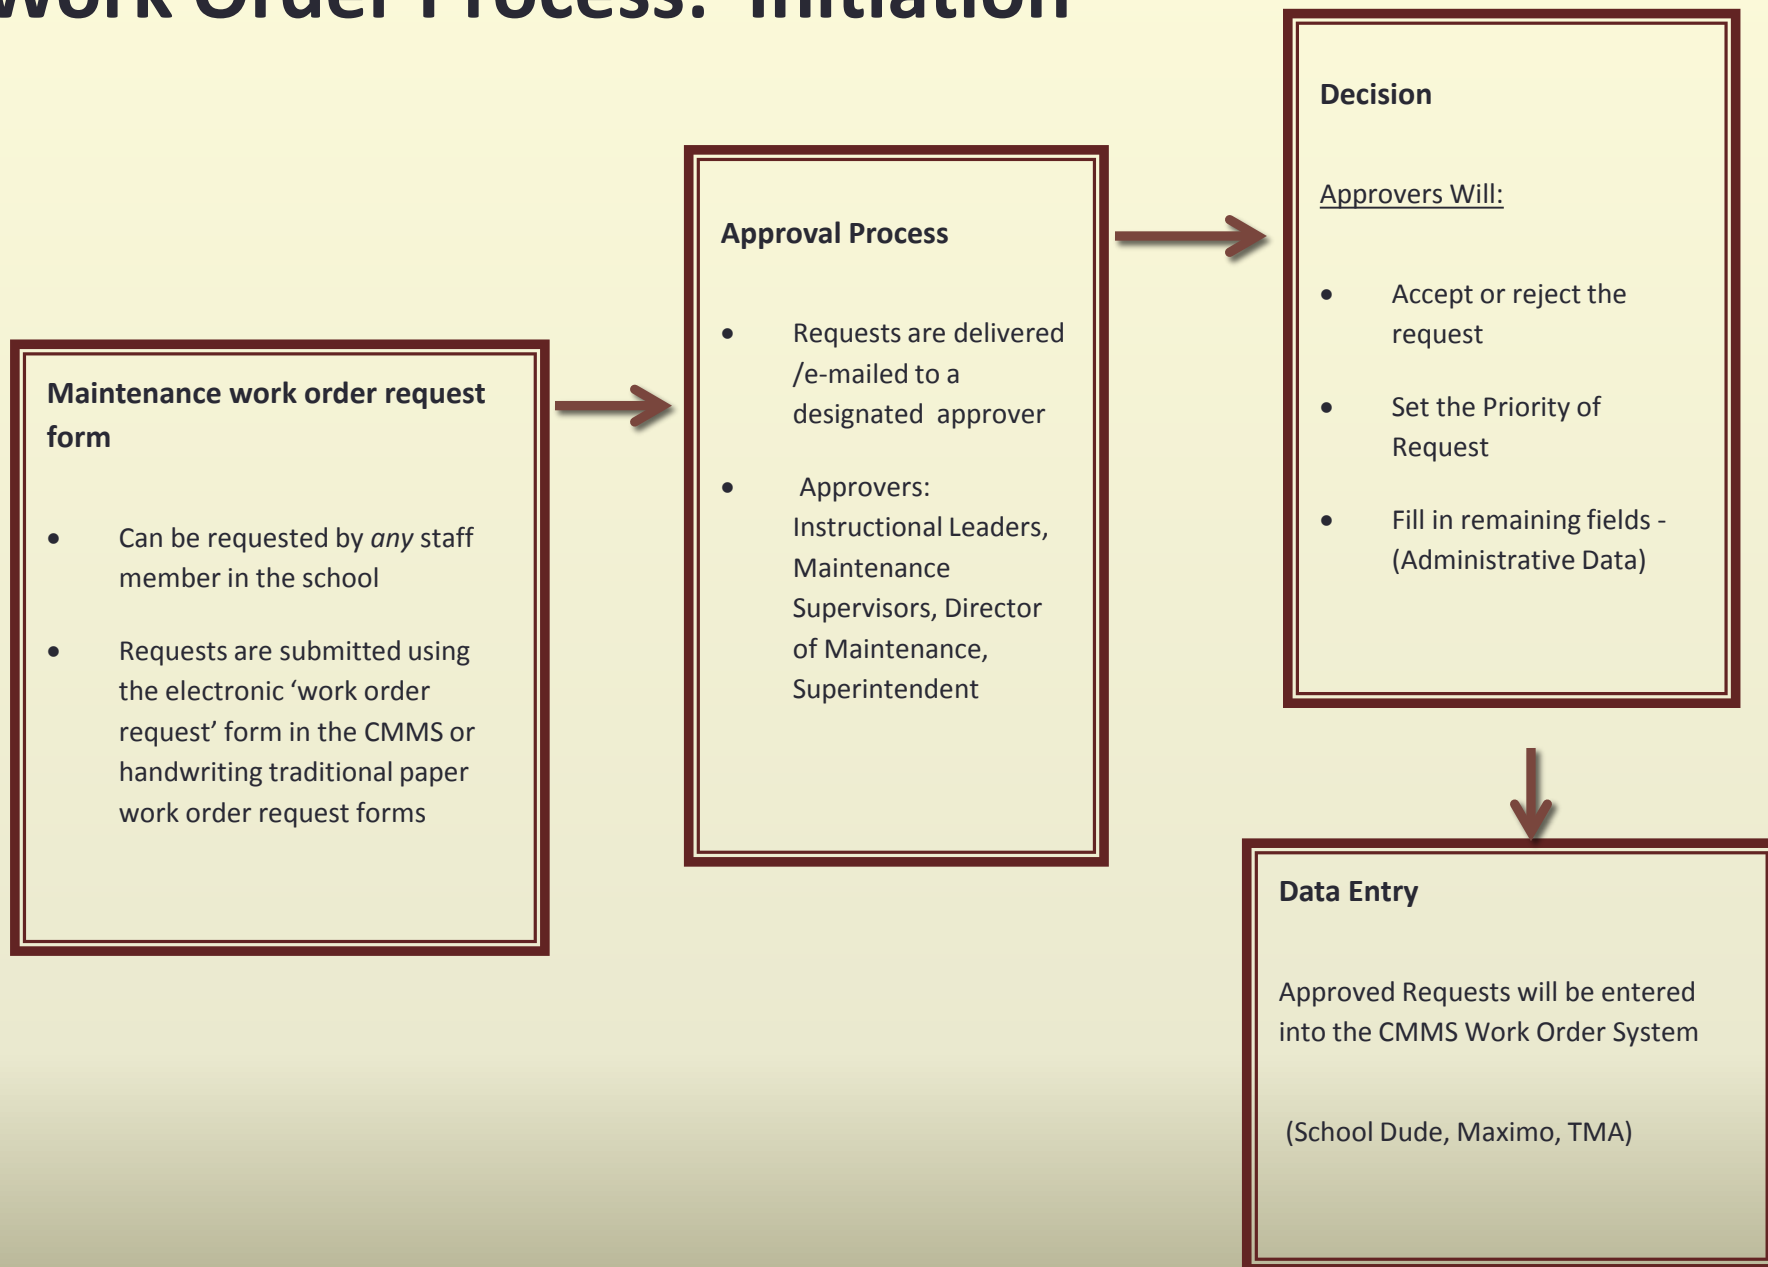 Work Order Process: Initiation
Maintenance work order request
form
• Can be requested by any staff
member in the school
• Requests are submitted using
the electronic ‘work order
request’ form in the CMMS or
handwriting traditional paper
work order request forms
Approval Process
• Requests are delivered
/e-mailed to a
designated approver
• Approvers:
Instructional Leaders,
Maintenance
Supervisors, Director
of Maintenance,
Superintendent
Decision
Approvers Will:
• Accept or reject the
request
• Set the Priority of
Request
• Fill in remaining fields -
(Administrative Data)
Data Entry
Approved Requests will be entered
into the CMMS Work Order System
(School Dude, Maximo, TMA)